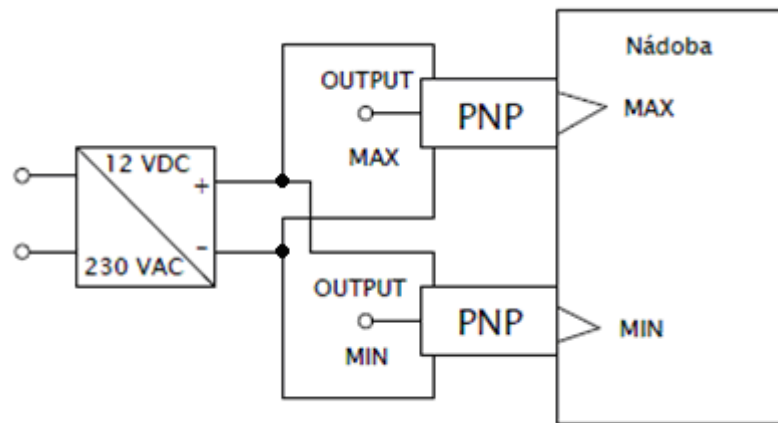 Nádoba
OUTPUT
PNP
MAX
MAX
12 VDC
+
-
230 VAC
OUTPUT
PNP
MIN
MIN